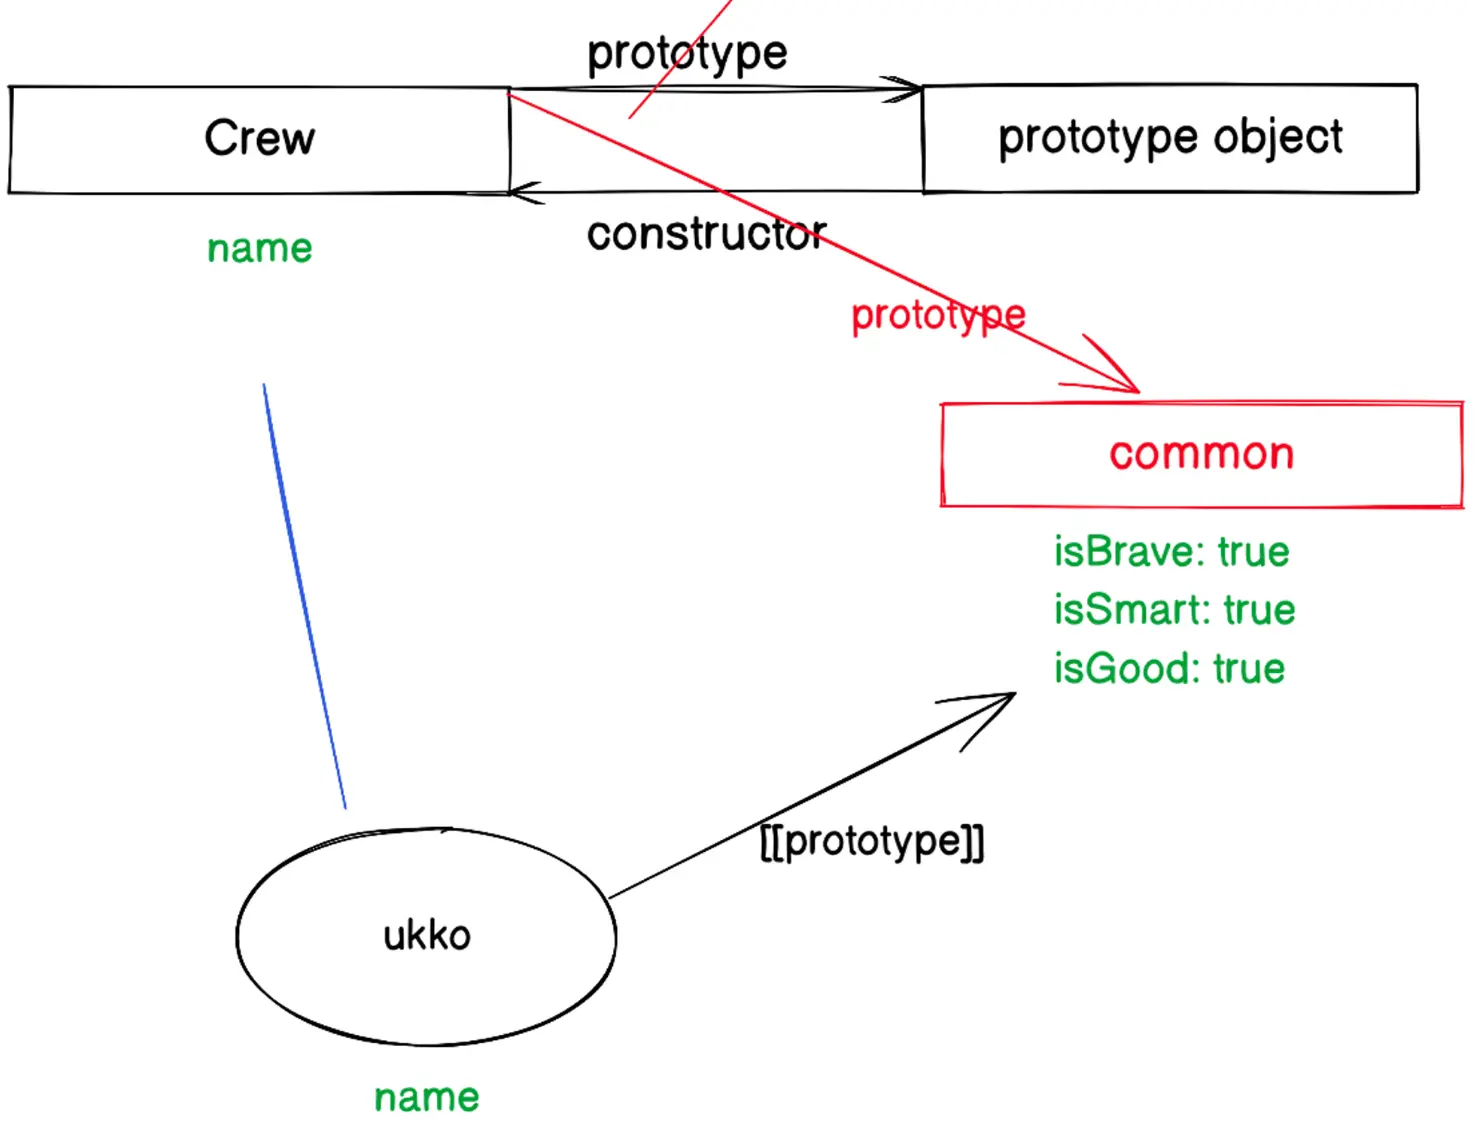 prototype
Crew
prototype object
name
constructor
prototype
common
isBrave: true
isSmart: true
isGood: true
[[prototype]]
ukko
name